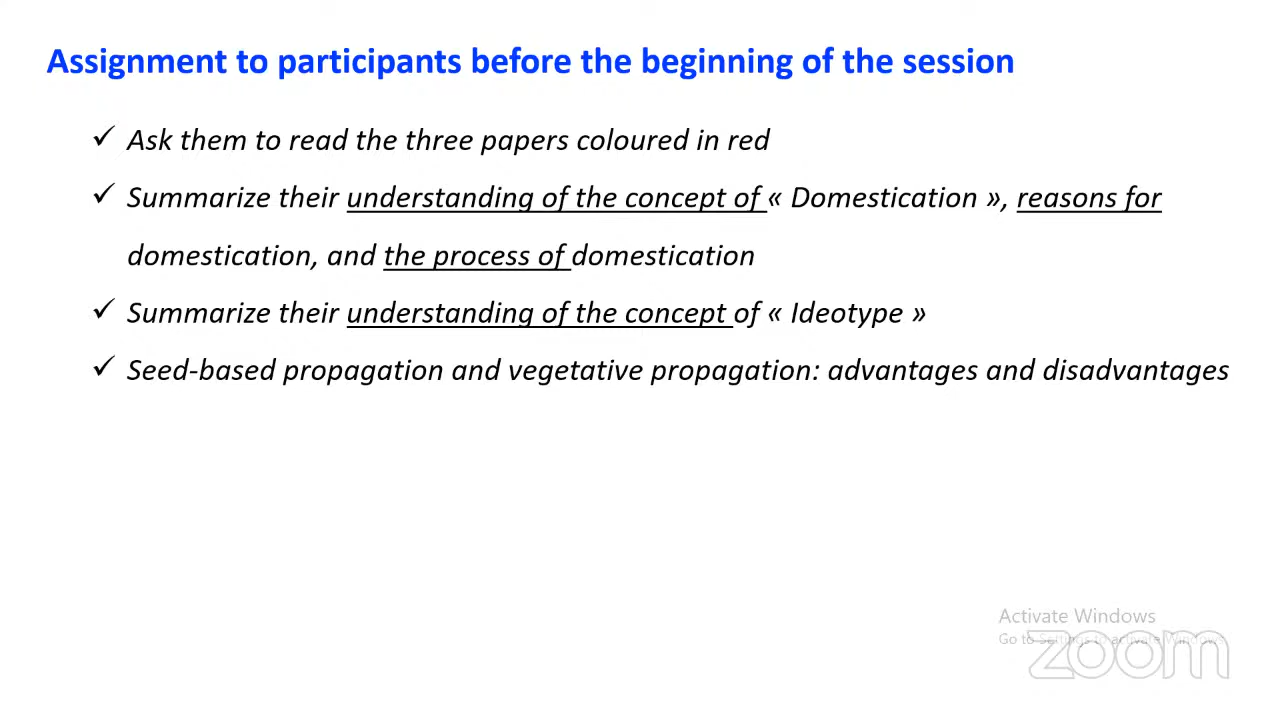 Assignment to participants before the beginning of the session
✓ Ask them to read the three papers coloured in red
✓ Summarize their understanding of the concept of « Domestication », reasons for
domestication, and the process of domestication
✓ Summarize their understanding of the concept of « Ideotype »
✓ Seed-based propagation and vegetative propagation: advantages and disadvantages
Activate Windows
Go to Settings to activate Windows.
zoom